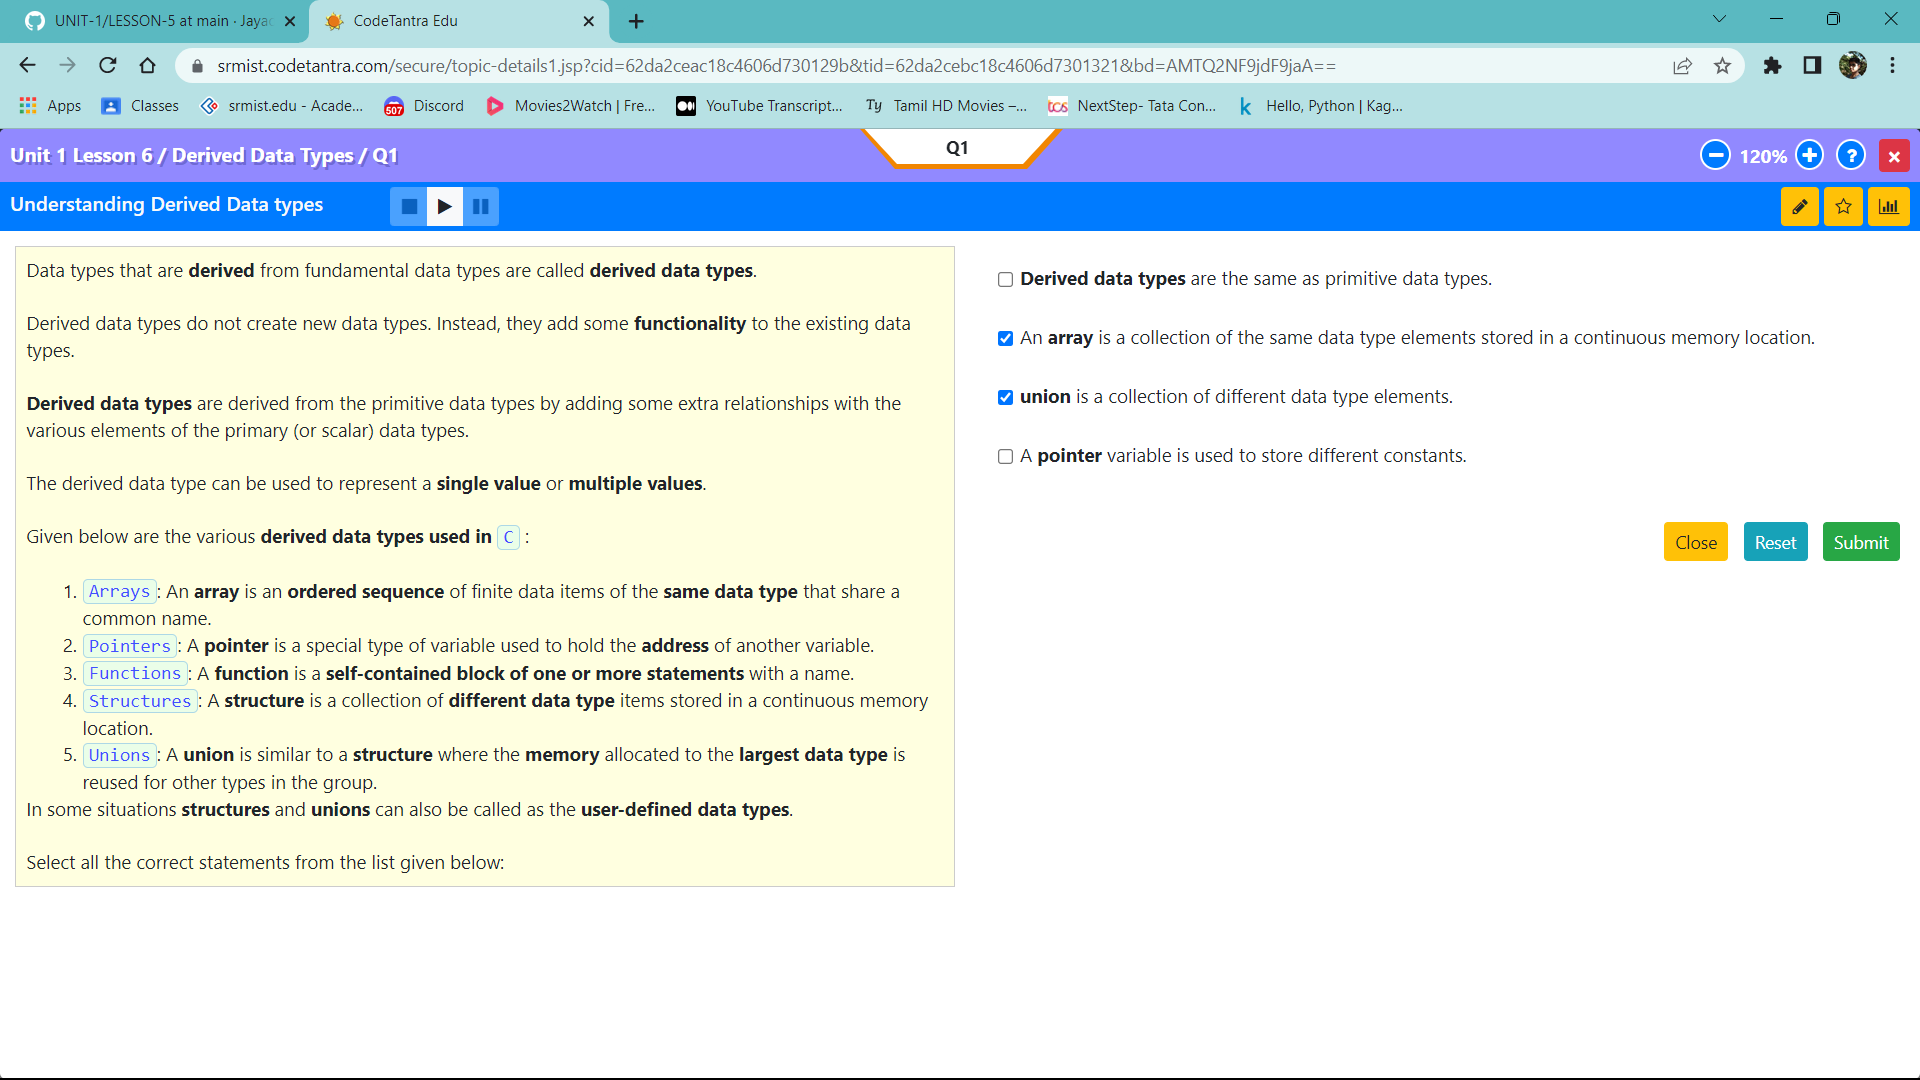 UNIT-1/LESSON-5 at main · Jaya
CodeTantra Edu
srmist.codetantra.com/secure/topic-details1.jsp?cid=62da2ceac18c4606d730129b&tid=62da2cebc18c4606d7301321&bd=AMTQ2NF9jdF9jaA==
Apps
Classes
srmist.edu - Acade...
507
Discord
Movies2Watch | Fre...
YouTube Transcript...
Ty
Tamil HD Movies –...
tcs
NextStep- Tata Con...
k
Hello, Python | Kag...
Unit 1 Lesson 6 / Derived Data Types / Q1
Q1
120%
?
Understanding Derived Data types
Data types that are derived from fundamental data types are called derived data types.
Derived data types do not create new data types. Instead, they add some functionality to the existing data
types.
Derived data types are derived from the primitive data types by adding some extra relationships with the
various elements of the primary (or scalar) data types.
The derived data type can be used to represent a single value or multiple values.
Given below are the various derived data types used in C :
1. Arrays: An array is an ordered sequence of finite data items of the same data type that share a
common name.
2. Pointers: A pointer is a special type of variable used to hold the address of another variable.
3. Functions: A function is a self-contained block of one or more statements with a name.
4. Structures: A structure is a collection of different data type items stored in a continuous memory
location.
5. Unions: A union is similar to a structure where the memory allocated to the largest data type is
reused for other types in the group.
In some situations structures and unions can also be called as the user-defined data types.
Select all the correct statements from the list given below:
Derived data types are the same as primitive data types.
An array is a collection of the same data type elements stored in a continuous memory location.
union is a collection of different data type elements.
A pointer variable is used to store different constants.
Close
Reset
Submit